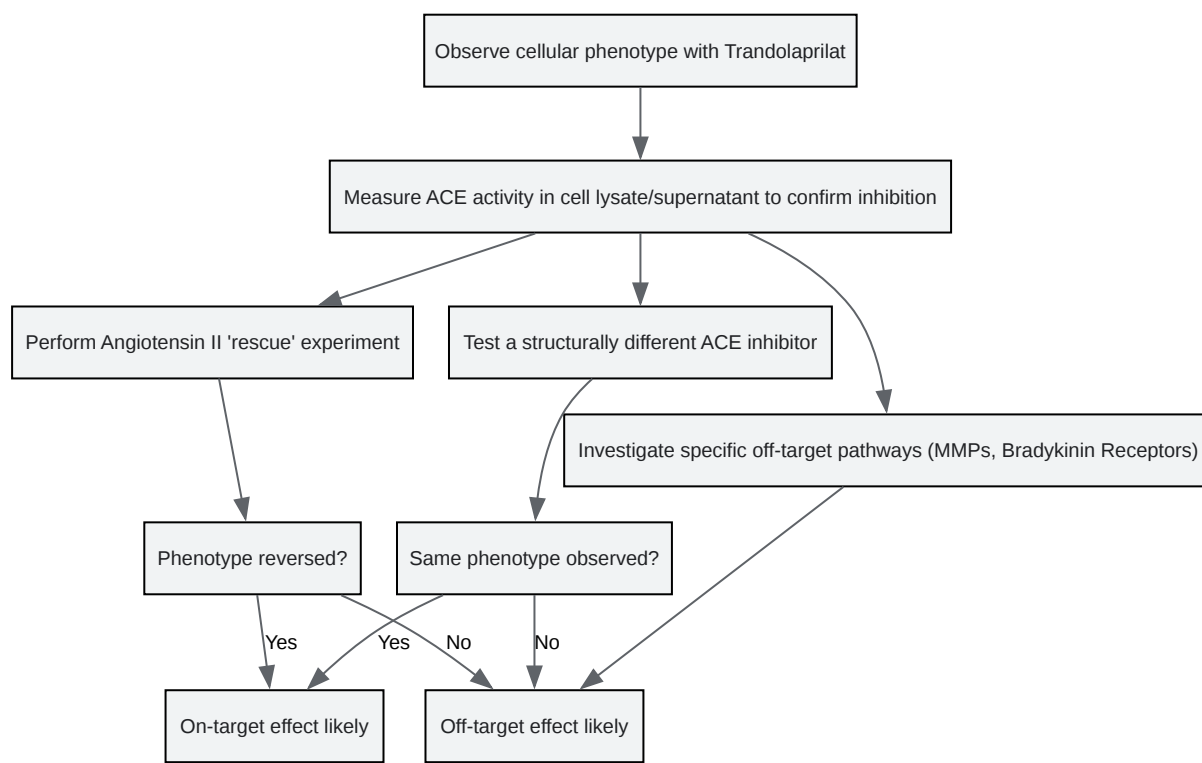 Observe cellular phenotype with Trandolaprilat
Measure ACE activity in cell lysate/supernatant to confirm inhibition
Perform Angiotensin II 'rescue' experiment
Test a structurally different ACE inhibitor
Investigate specific off-target pathways (MMPs, Bradykinin Receptors)
Phenotype reversed?
Same phenotype observed?
Yes
Yes
No
No
On-target effect likely
Off-target effect likely